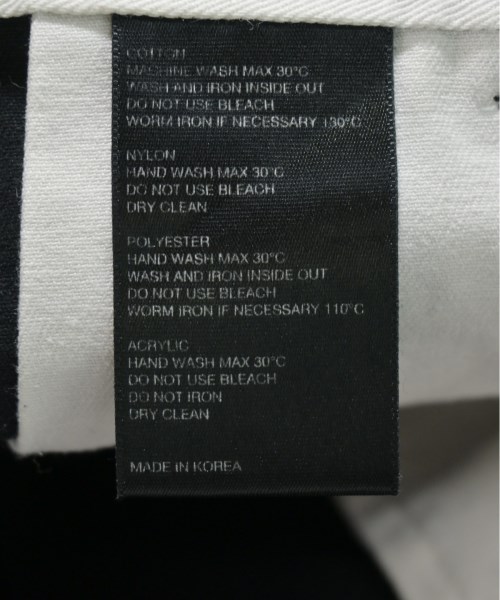 COTTON
MACHINE WASH MAX 30°C
WASH AND IRON INSIDE OUT
DO NOT USE BLEACH
WORM IRON IF NECESSARY 130°C
NYLON
HAND WASH MAX 30°C
DO NOT USE BLEACH
DRY CLEAN
POLYESTER
HAND WASH MAX 30°C
WASH AND IRON INSIDE OUT
DO NOT USE BLEACH
WORM IRON IF NECESSARY 110°C
ACRYLIC
HAND WASH MAX 30°C
DO NOT USE BLEACH
DO NOT IRON
DRY CLEAN
MADE IN KOREA